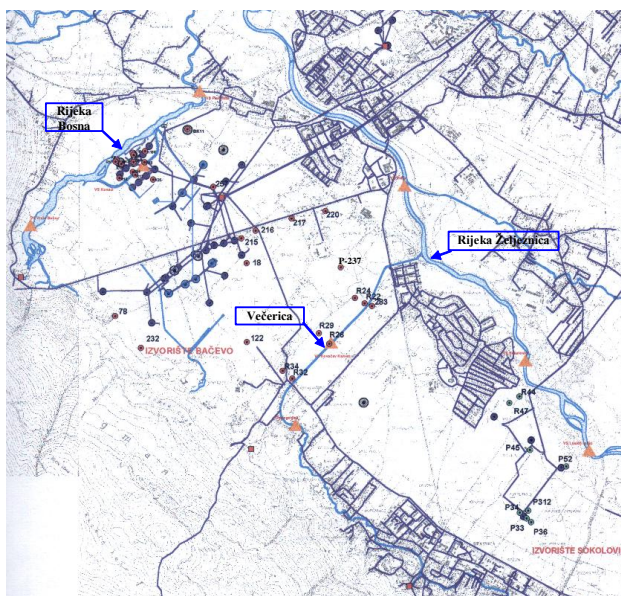 Rijeka
Bosna
216
217
220
215
18
P-237
Rijeka Željeznica
R24
R22
283
Večerica
R29
R26
78
232
122
IZVORIŠTE BAČEVO
R34
R32
R44
R47
P45
P52
P34
P312
P33
P36
IZVORIŠTE SOKOLOVI